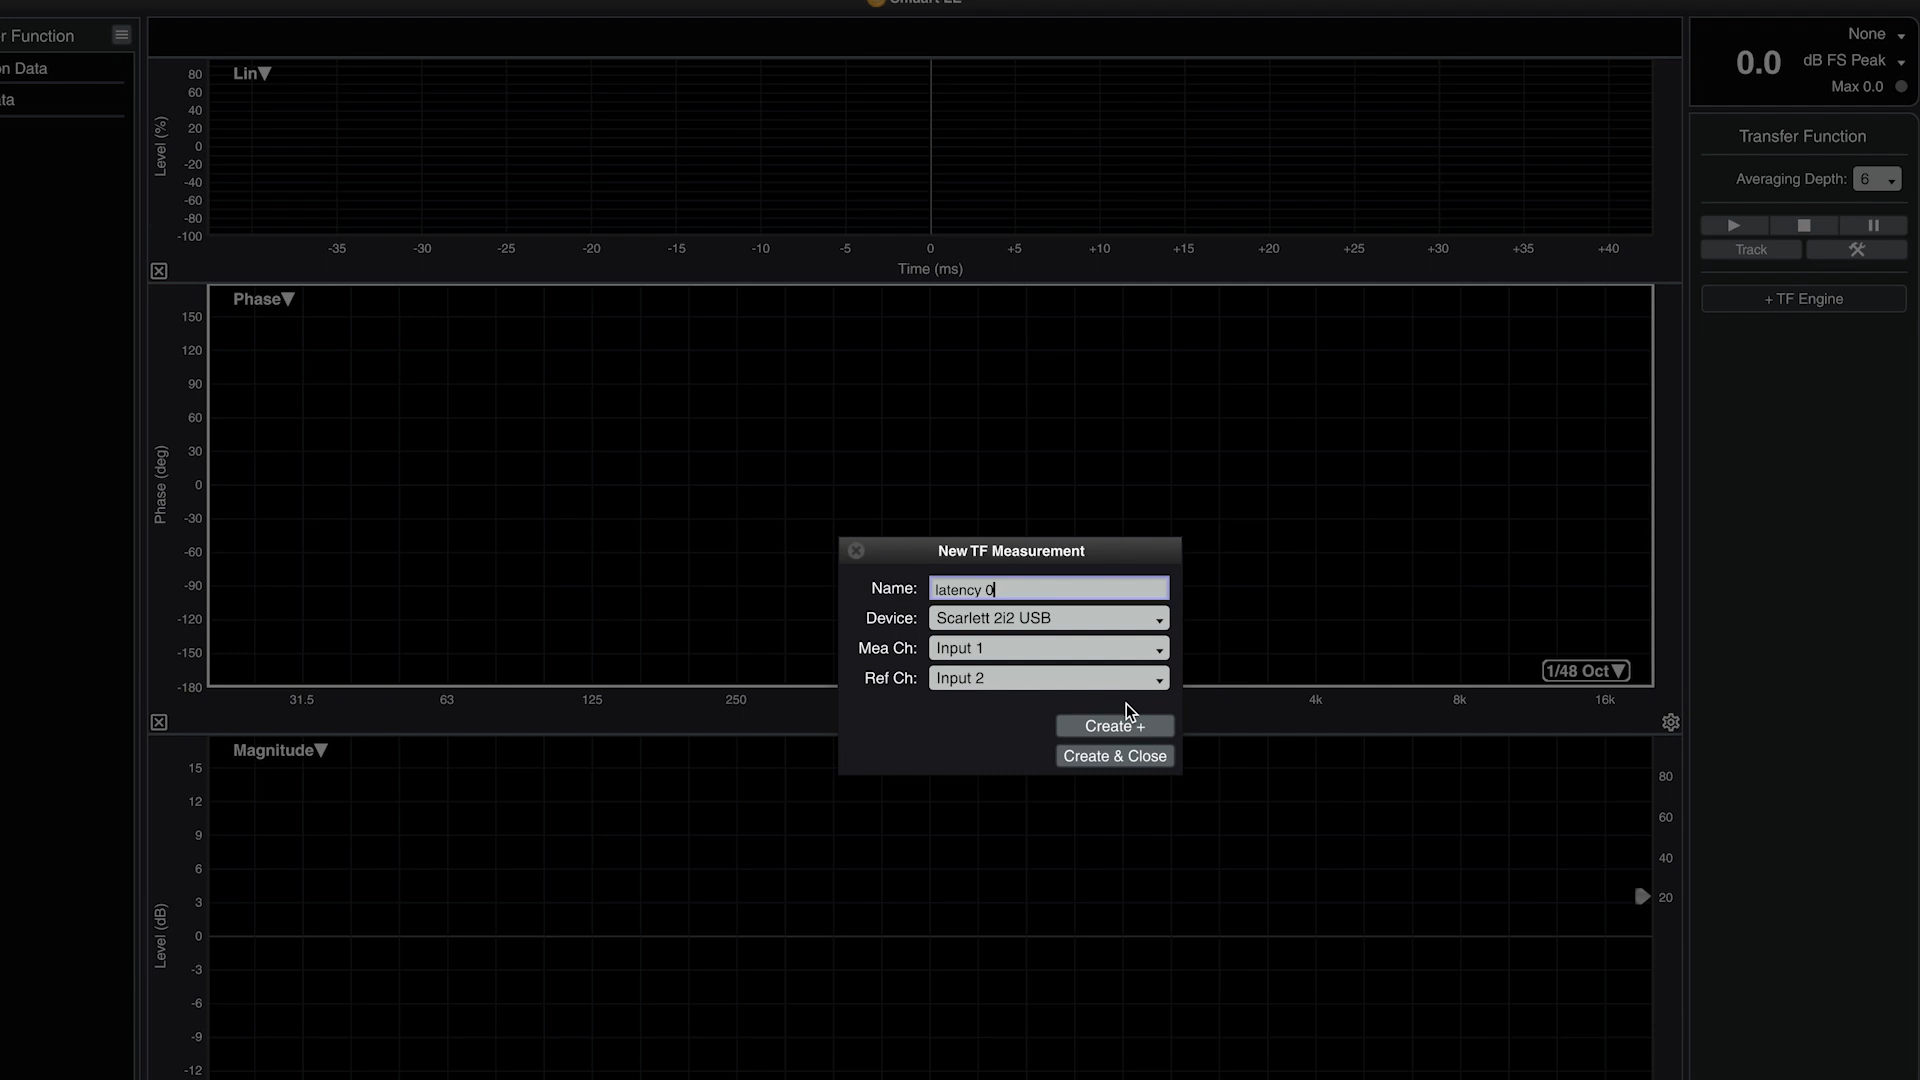 r Function
on Data
ta
80
Lin
60
40
20
0
-20
-40
-60
-80
-100
Level (%)
-35 -30 -25 -20 -15 -10 -5 0 +5 +10 +15 +20 +25 +30 +35 +40
Time (ms)
Phase
150
120
90
60
30
0
-30
-60
-90
-120
-150
-180
Phase (deg)
1/48 Oct
31.5 63 125 250 4k 8k 16k
Magnitude
15
12
9
6
3
0
-3
-6
-9
-12
Level (dB)
80
60
40
20
New TF Measurement
Name: latency 0
Device: Scarlett 2i2 USB
Mea Ch: Input 1
Ref Ch: Input 2
Create +
Create & Close
None
0.0 dB FS Peak
Max 0.0
Transfer Function
Averaging Depth: 6
Track
+ TF Engine